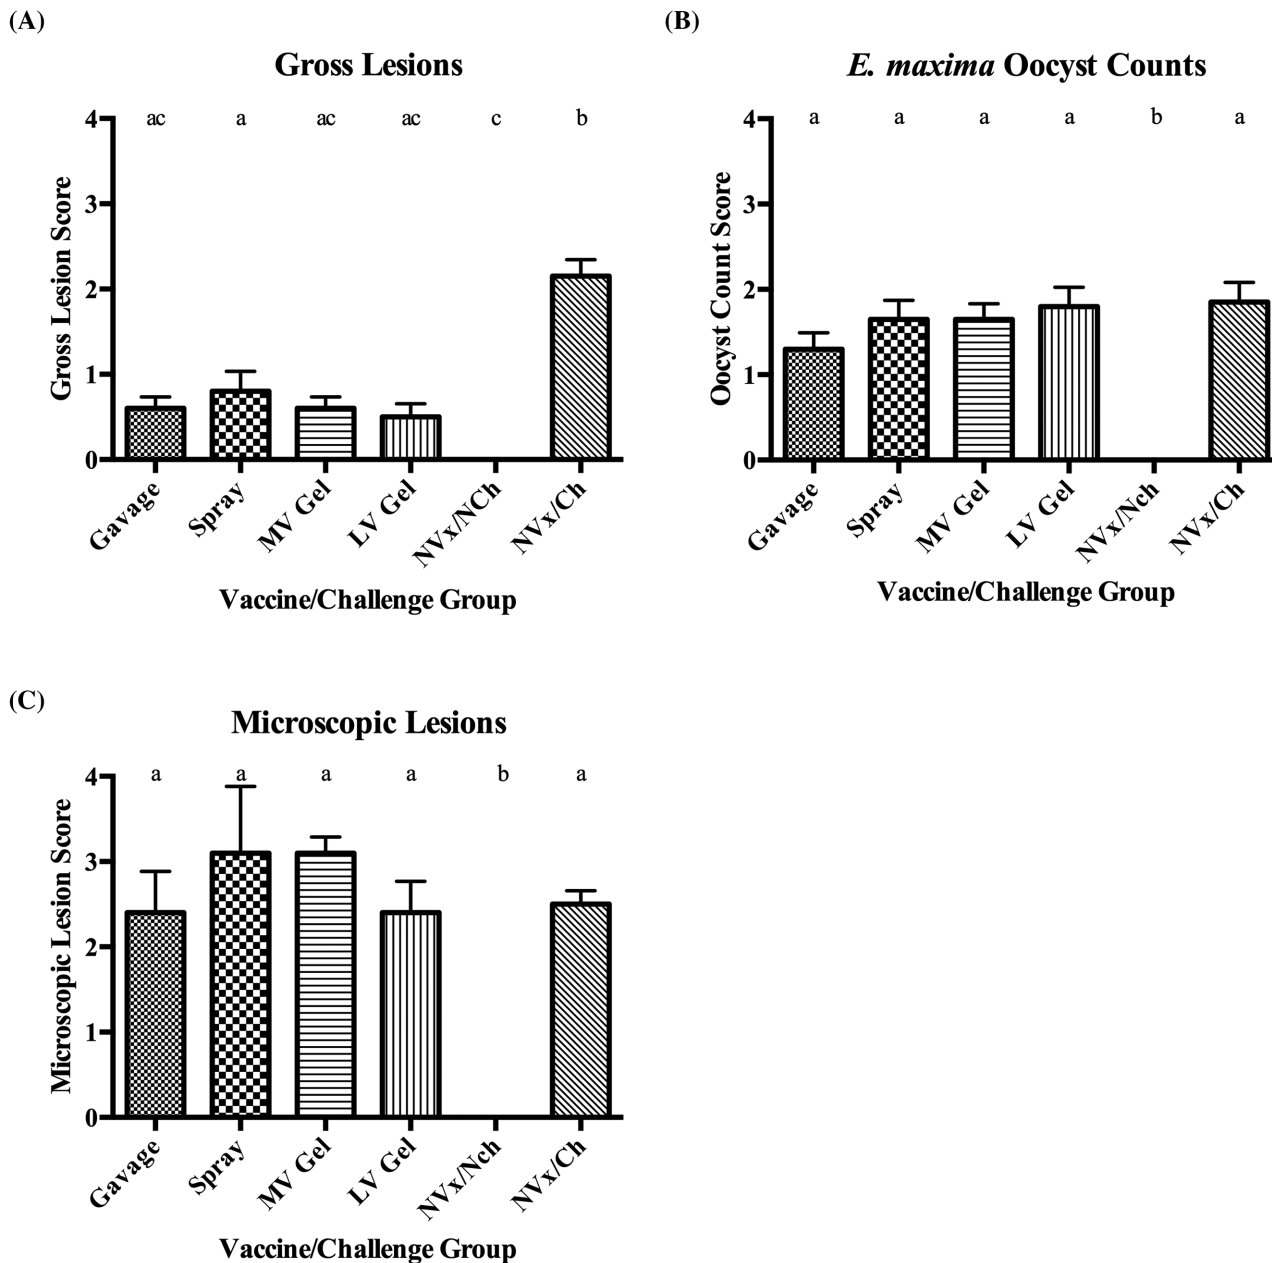 (A)
Gross Lesions
ac a ac ac c b
4
3
2
1
0
Gross Lesion Score
Gavage
Spray
MV Gel
LV Gel
NVx/NCh
NVx/Ch
Vaccine/Challenge Group
(B)
E. maxima Oocyst Counts
a a a a b a
4
3
2
1
0
Oocyst Count Score
Gavage
Spray
MV Gel
LV Gel
NVx/Nch
NVx/Ch
Vaccine/Challenge Group
(C)
Microscopic Lesions
a a a a b a
4
3
2
1
0
Microscopic Lesion Score
Gavage
Spray
MV Gel
LV Gel
NVx/Nch
NVx/Ch
Vaccine/Challenge Group